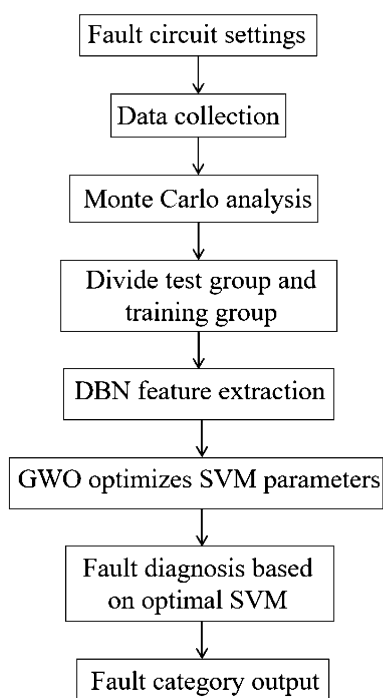 Fault circuit settings
Data collection
Monte Carlo analysis
Divide test group and
training group
DBN feature extraction
GWO optimizes SVM parameters
Fault diagnosis based
on optimal SVM
Fault category output